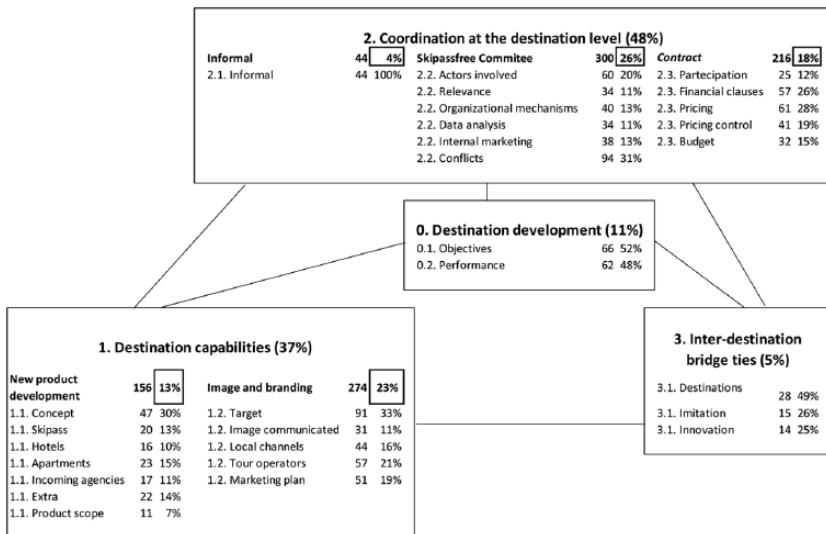 2. Coordination at the destination level (48%)
Informal 44 4% Skipassfree Commitee 300 26% Contract 216 18%
2.1. Informal 44 100% 2.2. Actors involved 60 20% 2.3. Partecipation 25 12%
2.2. Relevance 34 11% 2.3. Financial clauses 57 26%
2.2. Organizational mechanisms 40 13% 2.3. Pricing 61 28%
2.2. Data analysis 34 11% 2.3. Pricing control 41 19%
2.2. Internal marketing 38 13% 2.3. Budget 32 15%
2.2. Conflicts 94 31%
0. Destination development (11%)
0.1. Objectives 66 52%
0.2. Performance 62 48%
1. Destination capabilities (37%)
New product
development 156 13% Image and branding 274 23%
1.1. Concept 47 30% 1.2. Target 91 33%
1.1. Skipass 20 13% 1.2. Image communicated 31 11%
1.1. Hotels 16 10% 1.2. Local channels 44 16%
1.1. Apartments 23 15% 1.2. Tour operators 57 21%
1.1. Incoming agencies 17 11% 1.2. Marketing plan 51 19%
1.1. Extra 22 14%
1.1. Product scope 11 7%
3. Inter-destination
bridge ties (5%)
3.1. Destinations 28 49%
3.1. Imitation 15 26%
3.1. Innovation 14 25%